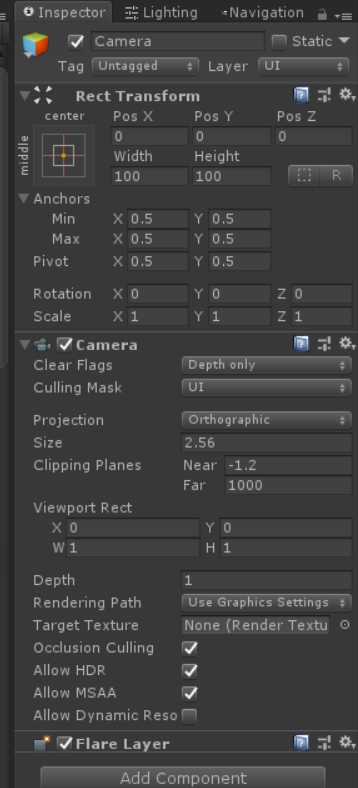 Inspector Lighting Navigation
Camera Static
Tag Untagged Layer UI
Rect Transform
center Pos X Pos Y Pos Z
middle 0 0 0
Width Height
100 100 R
Anchors
Min X 0.5 Y 0.5
Max X 0.5 Y 0.5
Pivot X 0.5 Y 0.5
Rotation X 0 Y 0 Z 0
Scale X 1 Y 1 Z 1
Camera
Clear Flags Depth only
Culling Mask UI
Projection Orthographic
Size 2.56
Clipping Planes Near -1.2
Far 1000
Viewport Rect
X 0 Y 0
W 1 H 1
Depth 1
Rendering Path Use Graphics Settings
Target Texture None (Render Textu
Occlusion Culling
Allow HDR
Allow MSAA
Allow Dynamic Reso
Flare Layer
Add Component